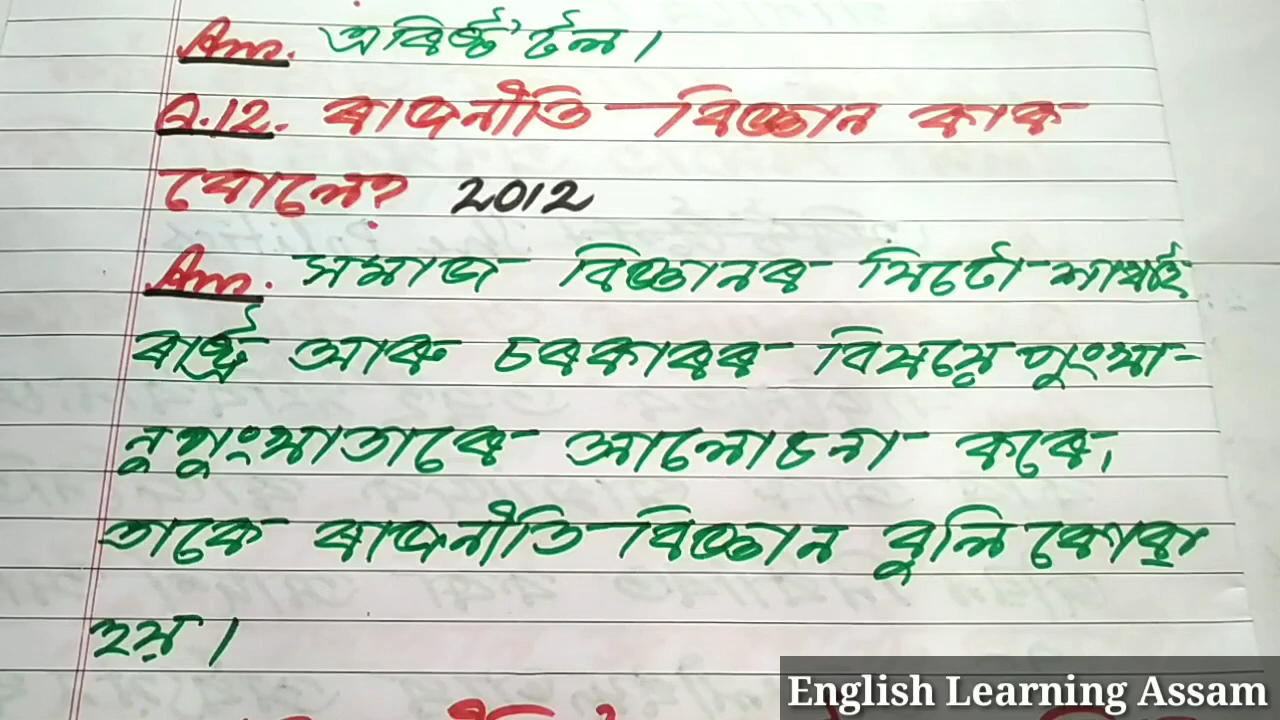 Ans. এৰিষ্ট'টল।
Q.12. ৰাজনীতি বিজ্ঞান কাক
বোলে? 2012
Ans. সমাজ বিজ্ঞানৰ যিটো শাখাই
ৰাষ্ট্ৰ আৰু চৰকাৰৰ বিষয়ে পুংখা-
নুপুংখভাৱে আলোচনা কৰে,
তাকে ৰাজনীতি বিজ্ঞান বুলি কোৱা
হয়।
English Learning Assam